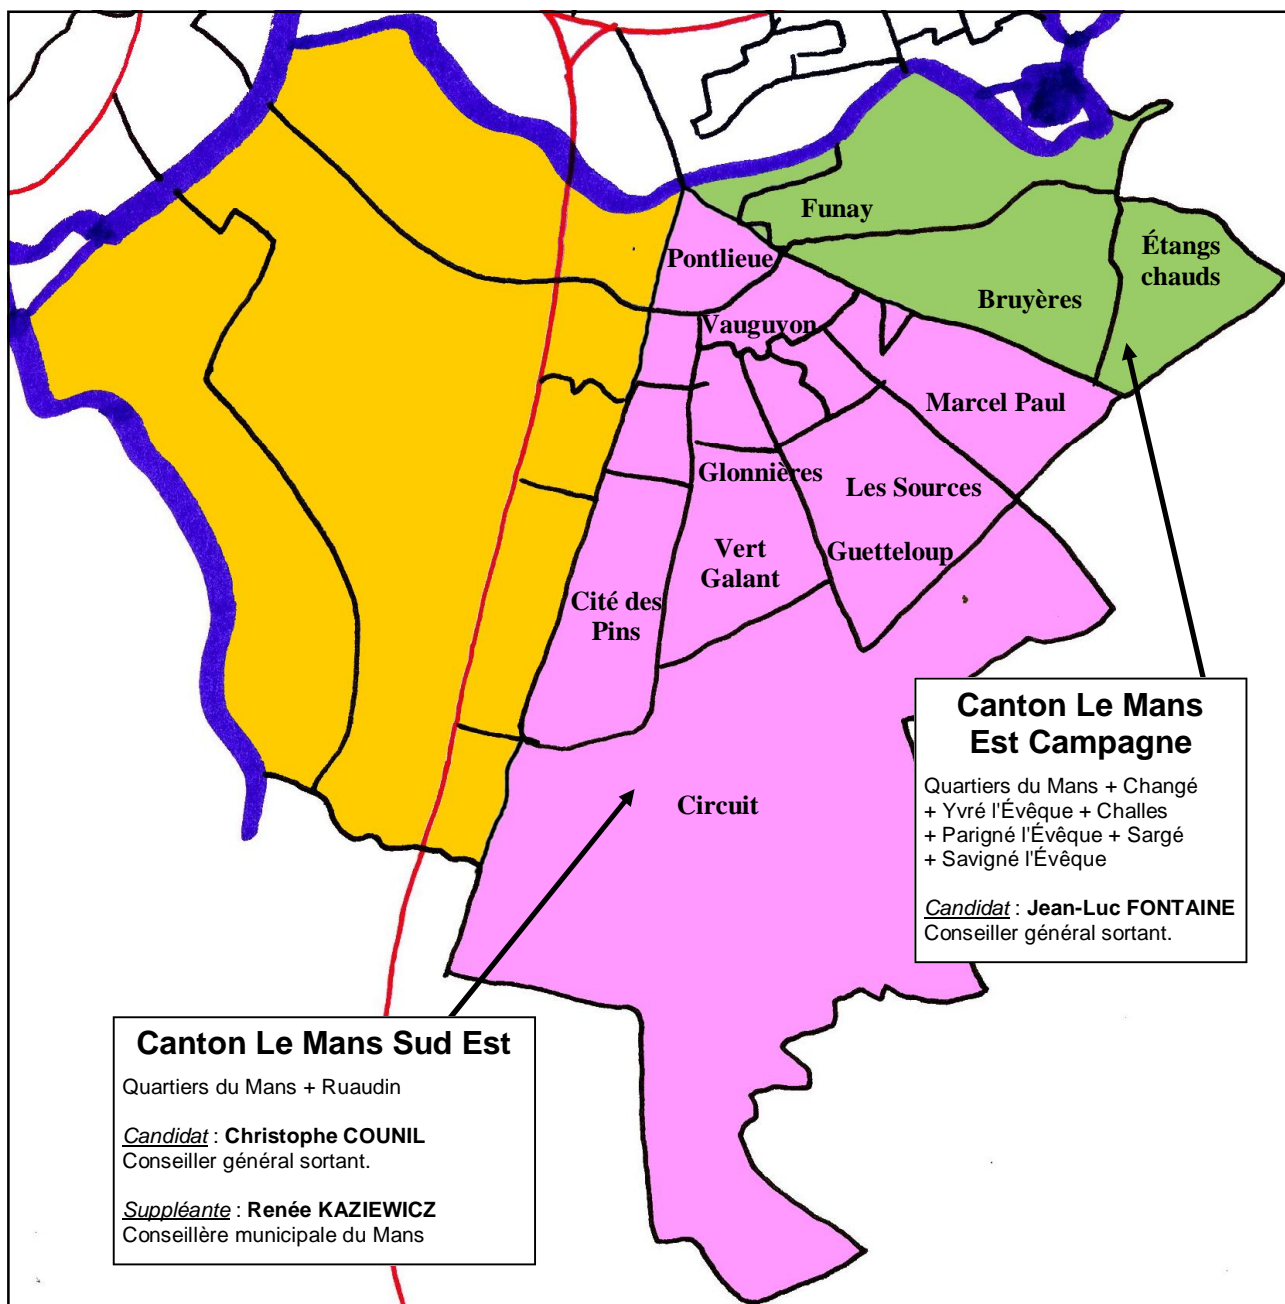 Funay
Étangs
chauds
Pontlieue
Bruyères
Vauguyon
Marcel Paul
Glonnières
Les Sources
Vert
Galant
Guetteloup
Cité des
Pins
Circuit
Canton Le Mans
Est Campagne
Quartiers du Mans + Changé
+ Yvré l'Évêque + Challes
+ Parigné l'Évêque + Sargé
+ Savigné l'Évêque
Candidat : Jean-Luc FONTAINE
Conseiller général sortant.
Canton Le Mans Sud Est
Quartiers du Mans + Ruaudin
Candidat : Christophe COUNIL
Conseiller général sortant.
Suppléante : Renée KAZIEWICZ
Conseillère municipale du Mans